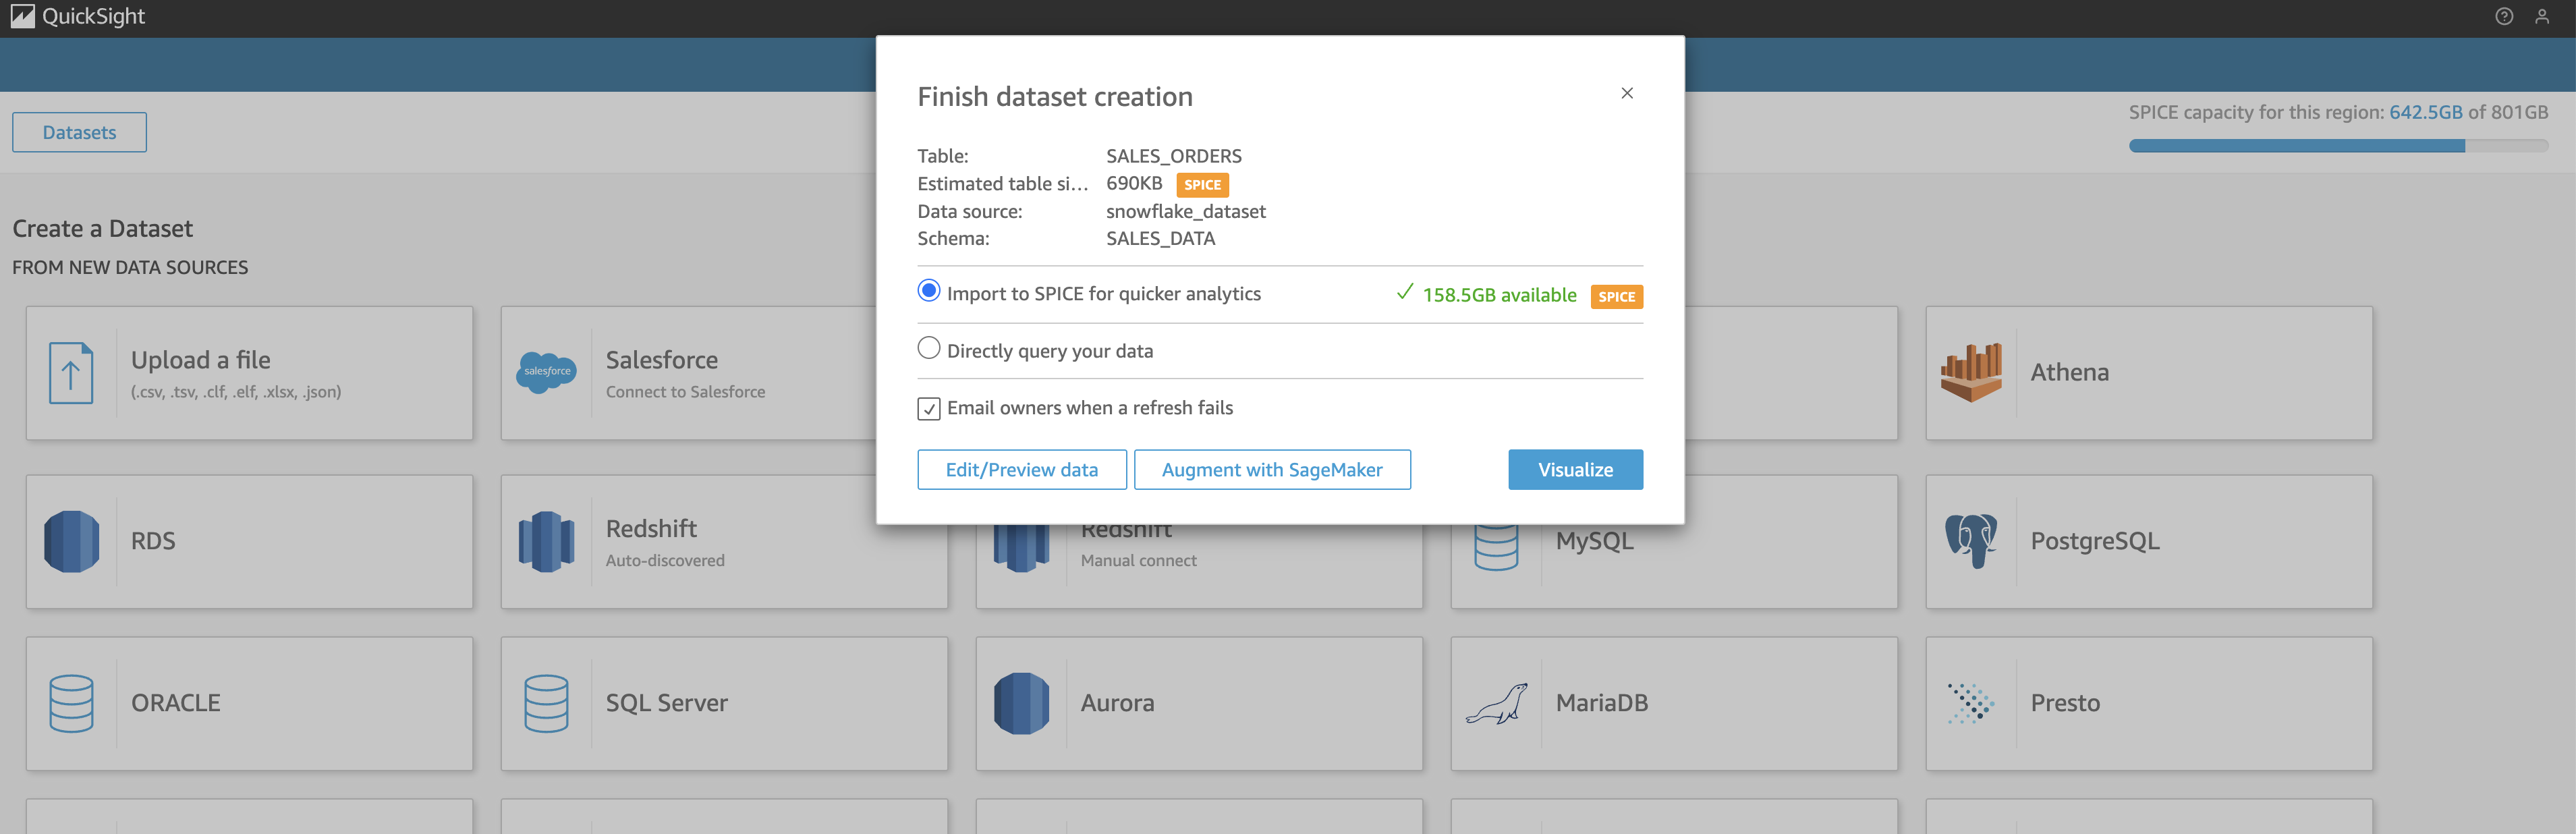 QuickSight
Datasets
SPICE capacity for this region: 642.5GB of 801GB
Create a Dataset
FROM NEW DATA SOURCES
Finish dataset creation
Table: SALES_ORDERS
Estimated table si... 690KB SPICE
Data source: snowflake_dataset
Schema: SALES_DATA
Import to SPICE for quicker analytics 158.5GB available SPICE
Directly query your data
Email owners when a refresh fails
Edit/Preview data Augment with SageMaker Visualize
Upload a file
(.csv, .tsv, .clf, .elf, .xlsx, .json)
salesforce
Salesforce
Connect to Salesforce
Athena
RDS
Redshift
Auto-discovered
Redshift
Manual connect
MySQL
PostgreSQL
ORACLE
SQL Server
Aurora
MariaDB
Presto